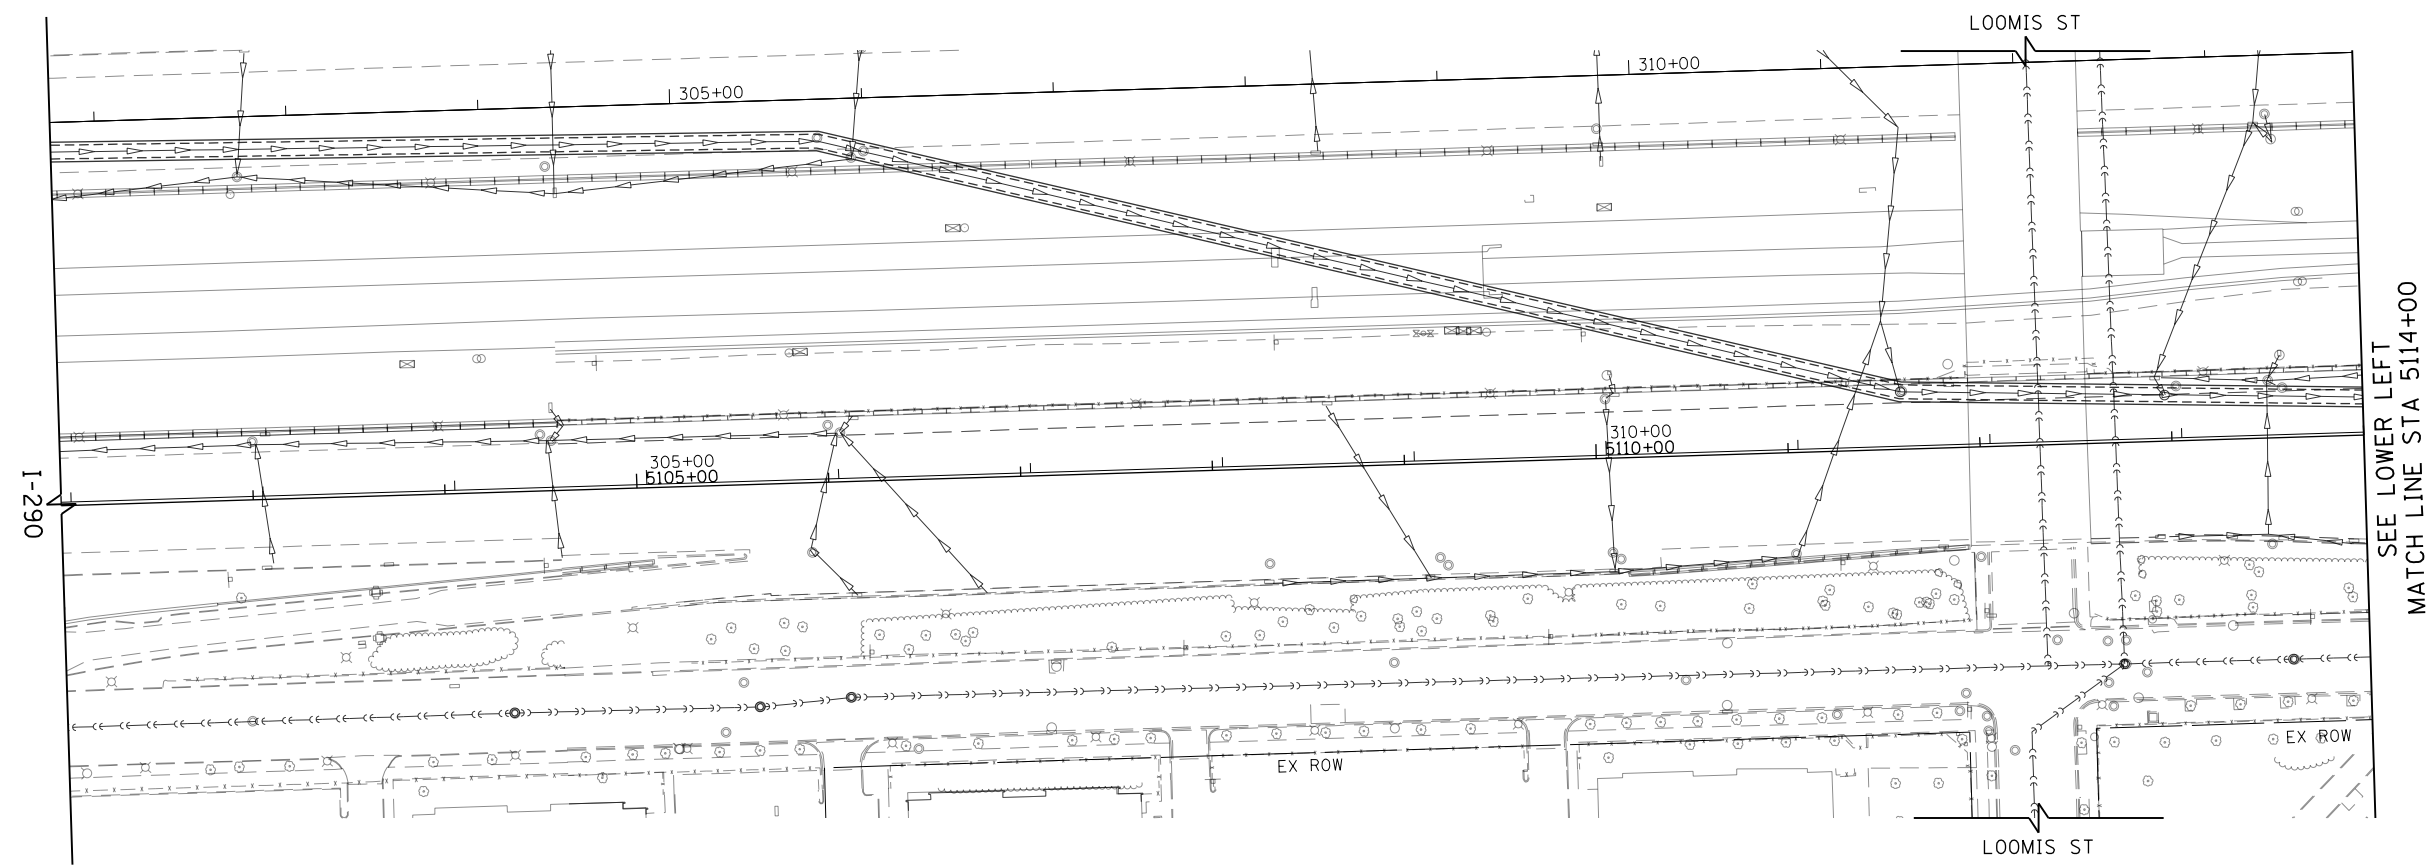 LOOMIS ST
310+00
305+00
310+00
5110+00
305+00
5105+00
I-290
SEE LOWER LEFT
MATCH LINE STA 5114+00
EX ROW
EX ROW
LOOMIS ST